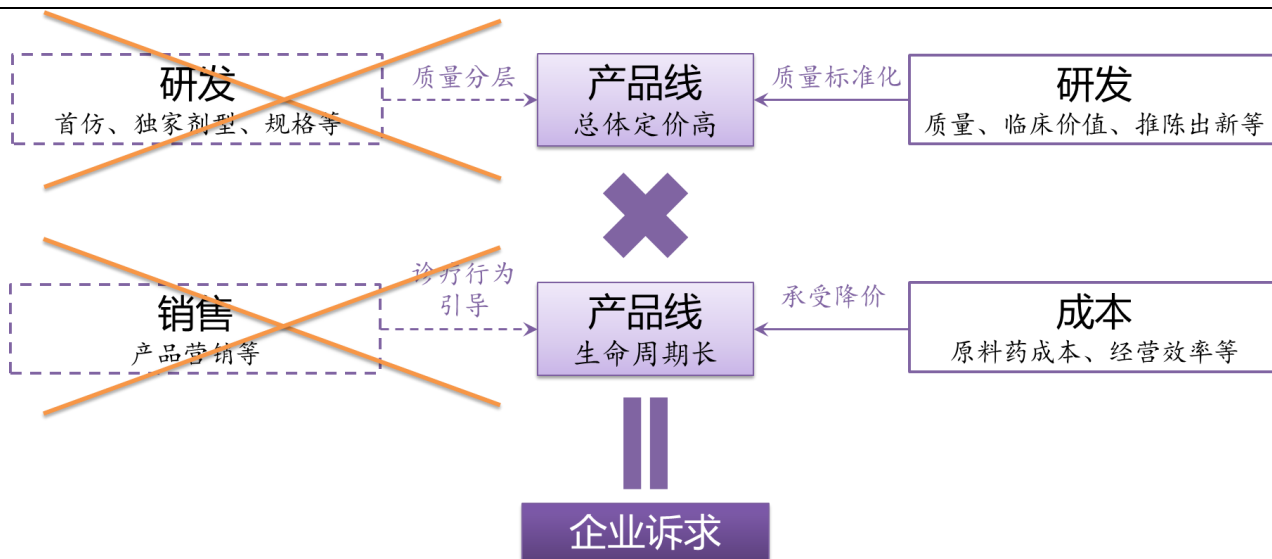 研发
首仿、独家剂型、规格等
质量分层
产品线
总体定价高
质量标准化
研发
质量、临床价值、推陈出新等
销售
产品营销等
诊疗行为
引导
产品线
生命周期长
承受降价
成本
原料药成本、经营效率等
企业诉求